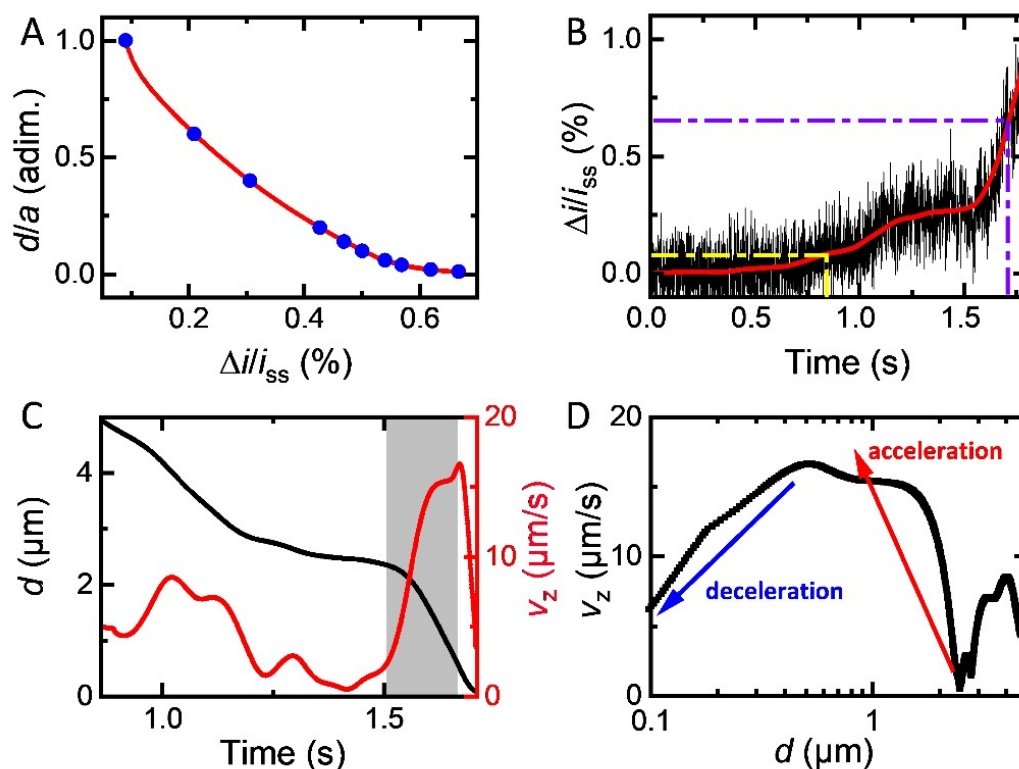 A
1.0
0.5
0.0
d/a (adim.)
0.2 0.4 0.6
Δi/iss (%)
B
1.0
0.5
0.0
Δi/iss (%)
0.0 0.5 1.0 1.5
Time (s)
C
4
2
0
d (μm)
1.0 1.5
Time (s)
20
10
0
vz (μm/s)
D
20
10
0
vz (μm/s)
acceleration
deceleration
0.1 1
d (μm)